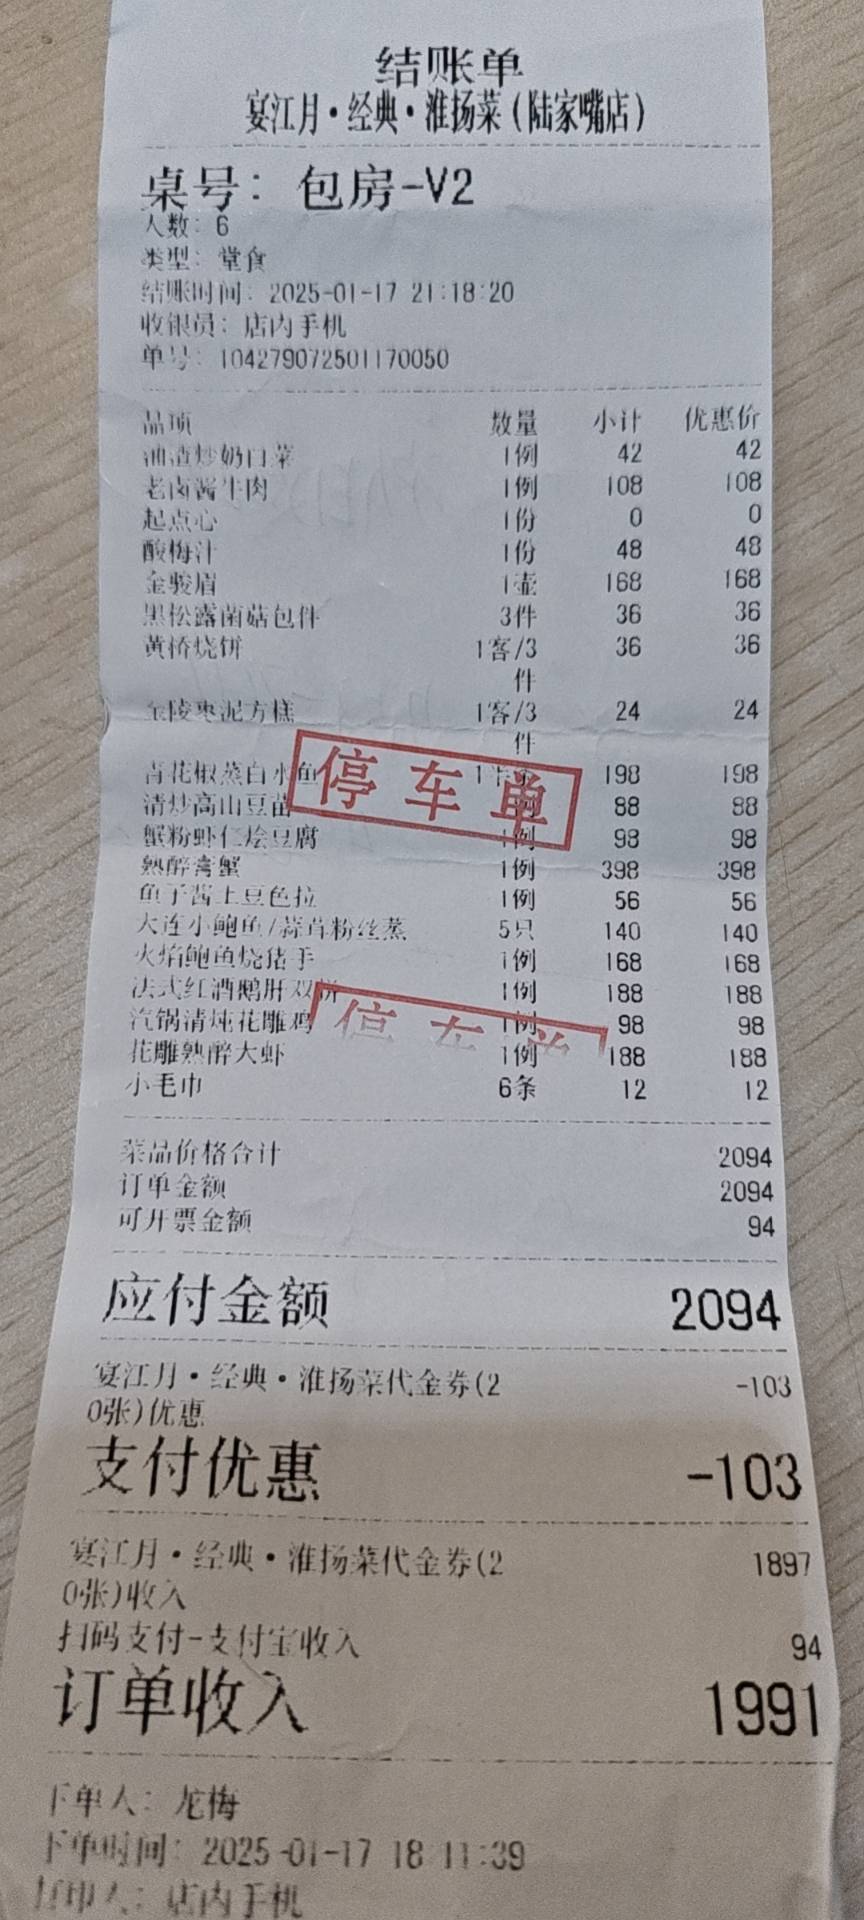 结账单
宴江月·经典·淮扬菜(陆家嘴店)
桌号: 包房-V2
人数: 6
类型: 堂食
结账时间: 2025-01-17 21:18:20
收银员: 店内手机
单号: 104279072501170050
品项 数量 小计 优惠价
油渣炒奶白菜 1例 42 42
老卤酱牛肉 1例 108 108
起点心 1份 0 0
酸梅汁 1份 48 48
金骏眉 1壶 168 168
黑松露菌菇包件 3件 36 36
黄桥烧饼 1客/3 36 36
件
金陵枣泥方糕 1客/3 24 24
件
青花椒蒸白水鱼 198 198
清炒高山豆苗 88 88
蟹粉虾仁烩豆腐 1例 98 98
熟醉膏蟹 1例 398 398
鱼子酱土豆色拉 1例 56 56
大连小鲍鱼/蒜茸粉丝蒸 5只 140 140
火焰鲍鱼烧猪手 1例 168 168
法式红酒鹅肝双拼 1例 188 188
汽锅清炖花雕鸡 1例 98 98
花雕熟醉大虾 1例 188 188
小毛巾 6条 12 12
停车单
停车单
菜品价格合计 2094
订单金额 2094
可开票金额 94
应付金额 2094
宴江月·经典·淮扬菜代金券(2 -103
0张)优惠
支付优惠 -103
宴江月·经典·淮扬菜代金券(2 1897
0张)收入
扫码支付-支付宝收入 94
订单收入 1991
下单人: 龙梅
下单时间: 2025-01-17 18:11:39
打印人: 店内手机